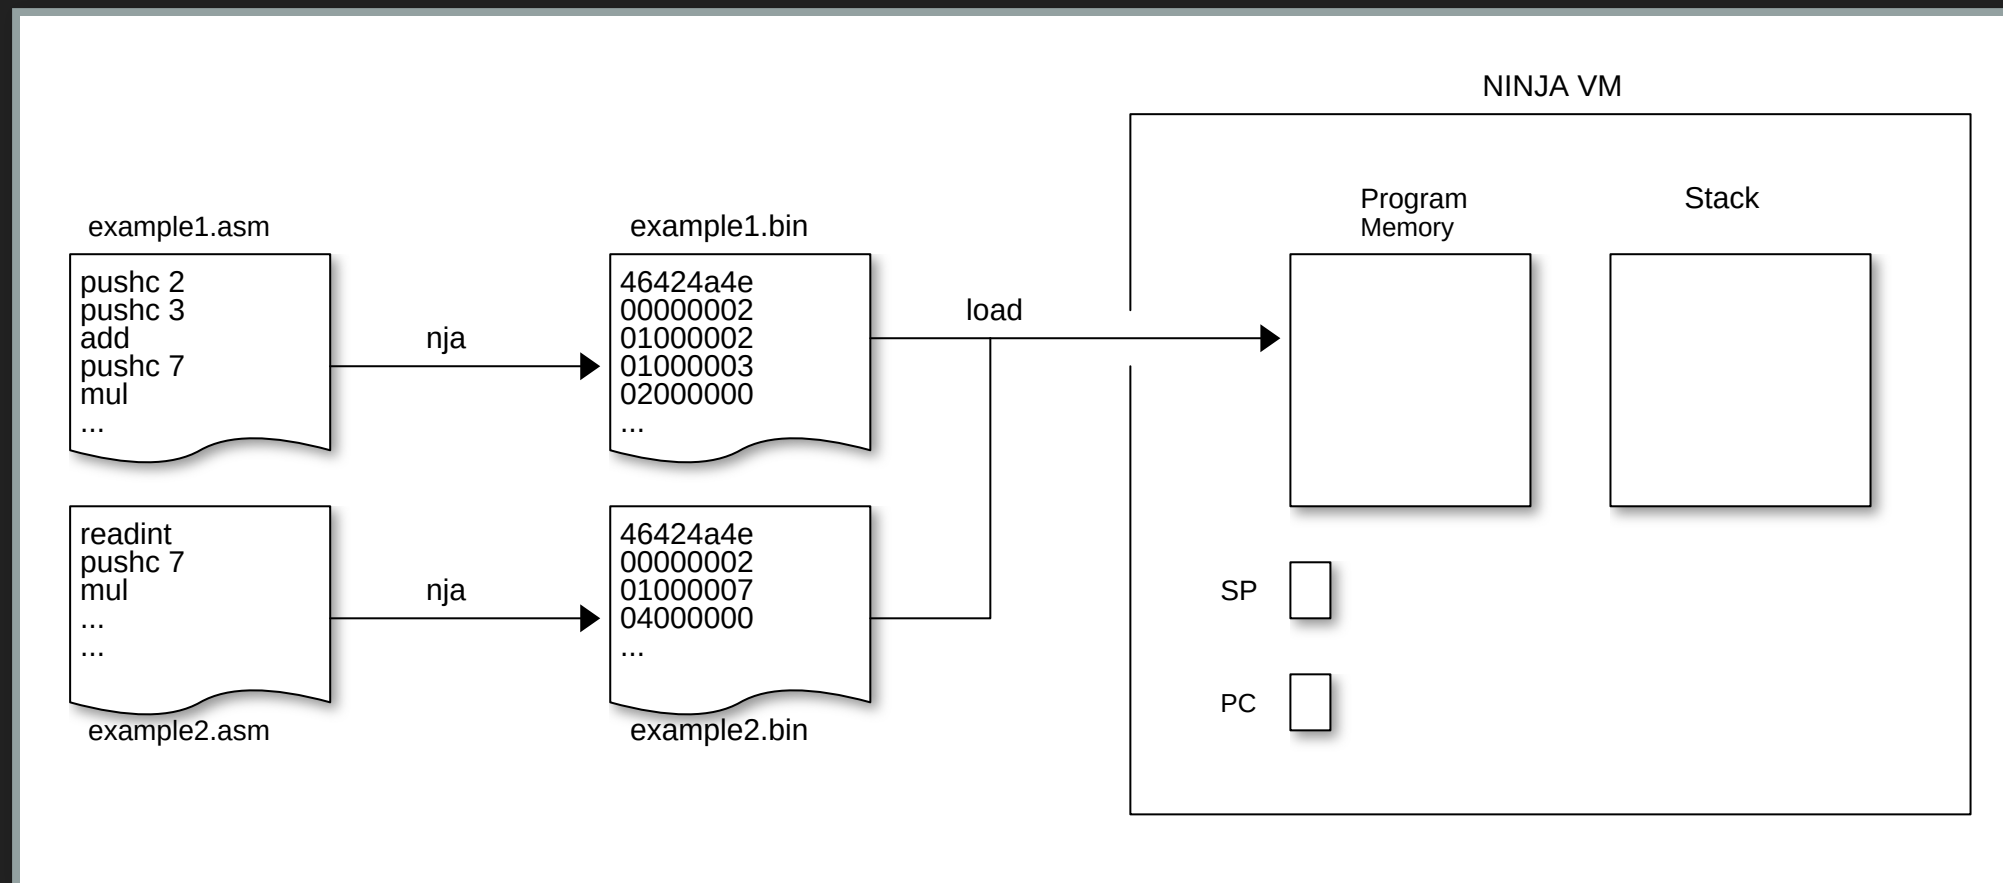 NINJA VM
Program
Memory
Stack
example1.asm
pushc 2
pushc 3
add
pushc 7
mul
...
nja
example1.bin
46424a4e
00000002
01000002
01000003
02000000
...
load
readint
pushc 7
mul
...
...
example2.asm
nja
46424a4e
00000002
01000007
04000000
...
example2.bin
SP
PC